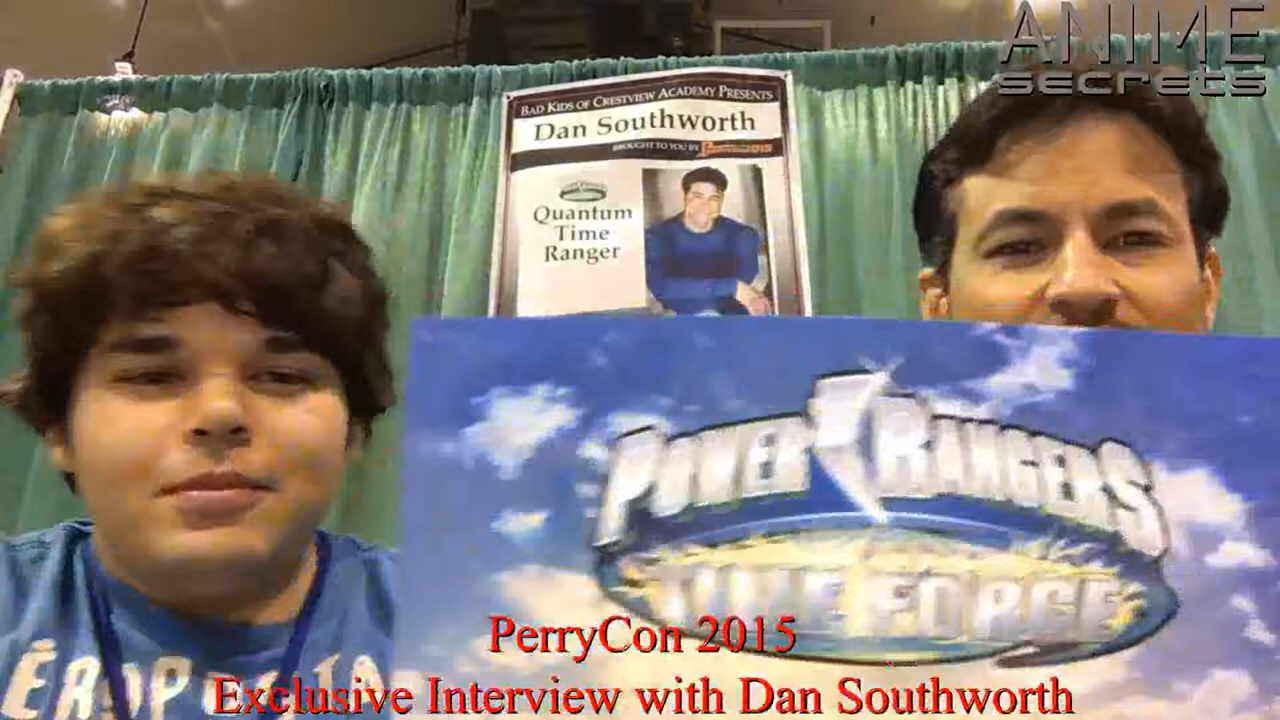 ANIME
secrets
BAD KIDS OF CRESTVIEW ACADEMY PRESENTS
Dan Southworth
BROUGHT TO YOU BY
Quantum
Time
Ranger
POWER RANGERS
TIME FORCE
PerryCon 2015
Exclusive Interview with Dan Southworth